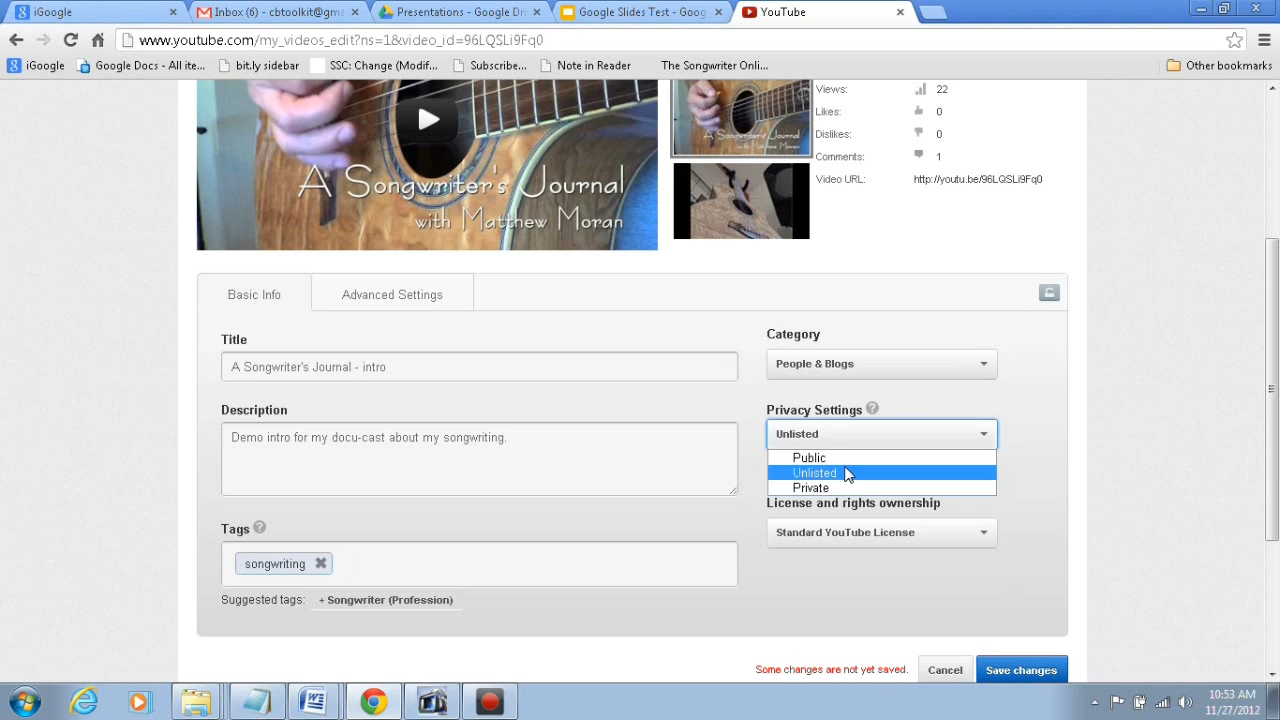 iGoogle
Inbox (6) - cbtoolkit@gma
Presentations - Google Dr
Google Slides Test - Goog
YouTube
www.youtube.com/my_videos_edit?ns=1&video_id=96LQSLi9Fq0
iGoogle
Google Docs - All ite...
bit.ly sidebar
SSC: Change (Modif...
Subscribe...
Note in Reader
The Songwriter Onli...
Other bookmarks
A Songwriter's Journal
with Matthew Moran
A Songwriter's Journal
with Matthew Moran
Views: 22
Likes: 0
Dislikes: 0
Comments: 1
Video URL: http://youtu.be/96LQSLi9Fq0
Basic Info
Advanced Settings
Title
A Songwriter's Journal - intro
Description
Demo intro for my docu-cast about my songwriting.
Tags
songwriting
Suggested tags: + Songwriter (Profession)
Category
People & Blogs
Privacy Settings
Unlisted
Public
Unlisted
Private
License and rights ownership
Standard YouTube License
Some changes are not yet saved.
Cancel
Save changes
10:53 AM
11/27/2012